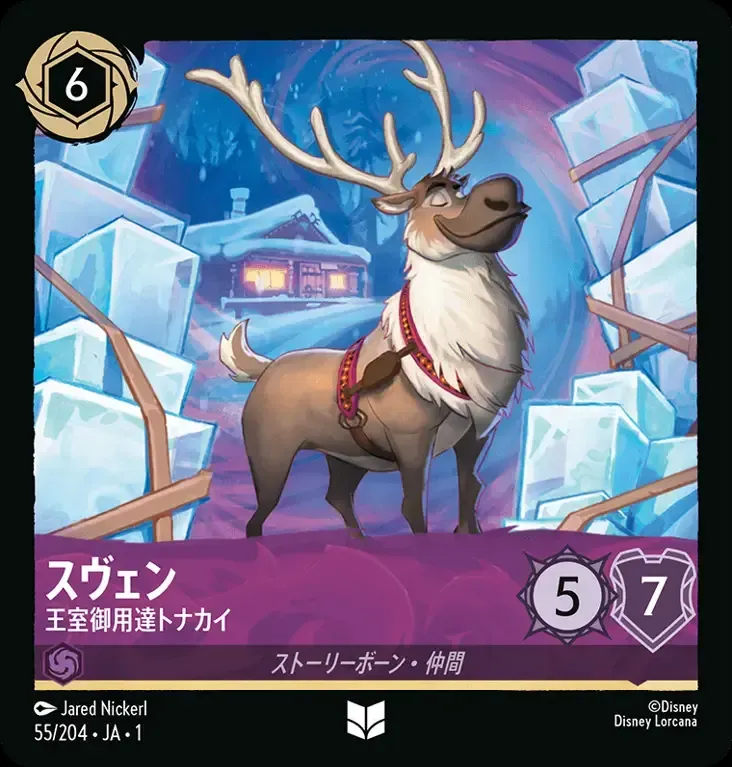 6
スヴェン
王室御用達トナカイ
5
7
ストーリーボーン・仲間
Jared Nickerl
55/204・JA・1
©Disney
Disney Lorcana